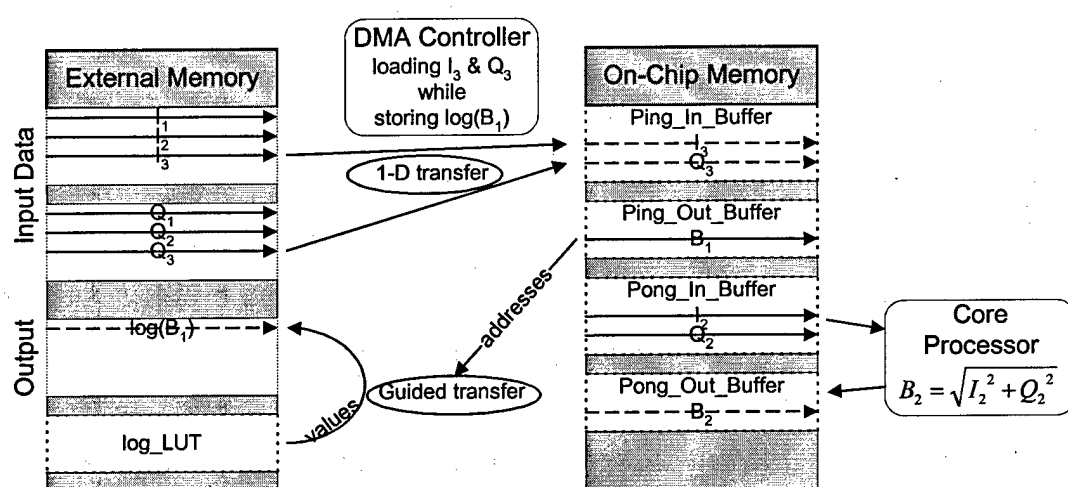 External Memory
I₁
I₂
I₃
Q₁
Q₂
Q₃
log(B₁)
log_LUT
Input Data
Output
DMA Controller
loading I₃ & Q₃
while
storing log(B₁)
1-D transfer
Guided transfer
addresses
values
On-Chip Memory
Ping_In_Buffer
I₃
Q₃
Ping_Out_Buffer
B₁
Pong_In_Buffer
I₂
Q₂
Pong_Out_Buffer
B₂
Core
Processor
B₂ = √(I₂² + Q₂²)